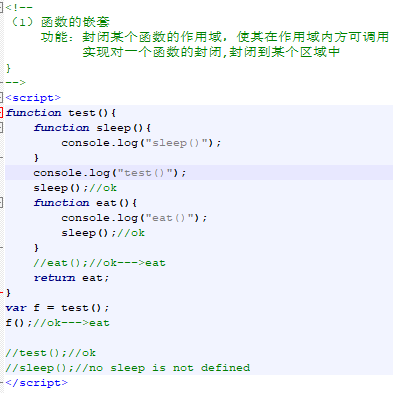 <!--
（1）函数的嵌套
功能: 封闭某个函数的作用域, 使其在作用域内方可调用
实现对一个函数的封闭,封闭到某个区域中
}
-->
<script>
function test(){
function sleep(){
console.log("sleep()");
}
console.log("test()");
sleep();//ok
function eat(){
console.log("eat()");
sleep();//ok
}
//eat();//ok--->eat
return eat;
}
var f = test();
f();//ok--->eat
//test();//ok
//sleep();//no sleep is not defined
</script>